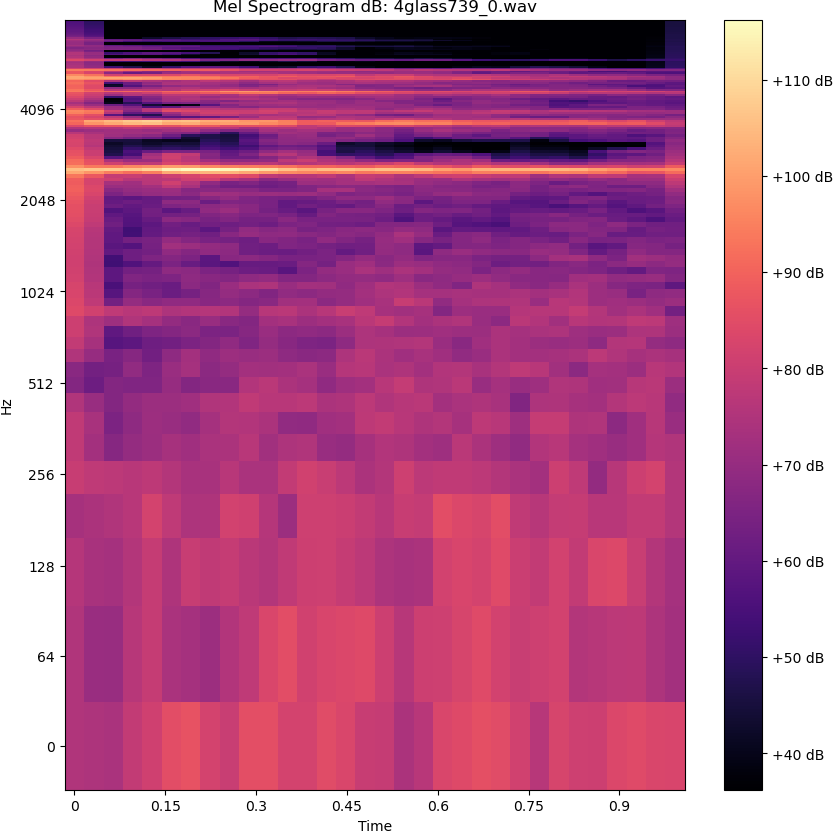 Mel Spectrogram dB: 4glass739_0.wav
+110 dB
4096
+100 dB
2048
+90 dB
1024
+80 dB
512
Hz
+70 dB
256
+60 dB
128
+50 dB
64
0
+40 dB
0 0.15 0.3 0.45 0.6 0.75 0.9
Time